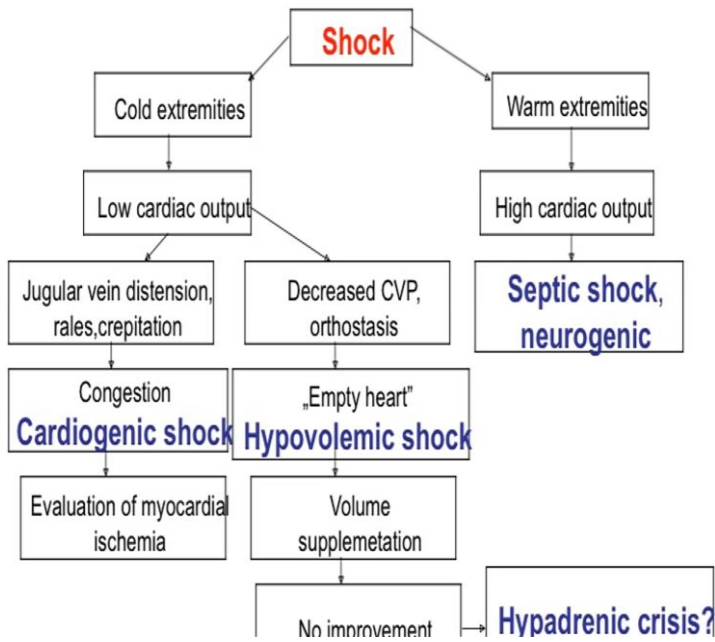 Shock
Cold extremities
Warm extremities
Low cardiac output
High cardiac output
Jugular vein distension,
rales,crepitation
Decreased CVP,
orthostasis
Septic shock,
neurogenic
Congestion
Cardiogenic shock
„Empty heart”
Hypovolemic shock
Evaluation of myocardial
ischemia
Volume
supplemetation
No improvement
Hypadrenic crisis?